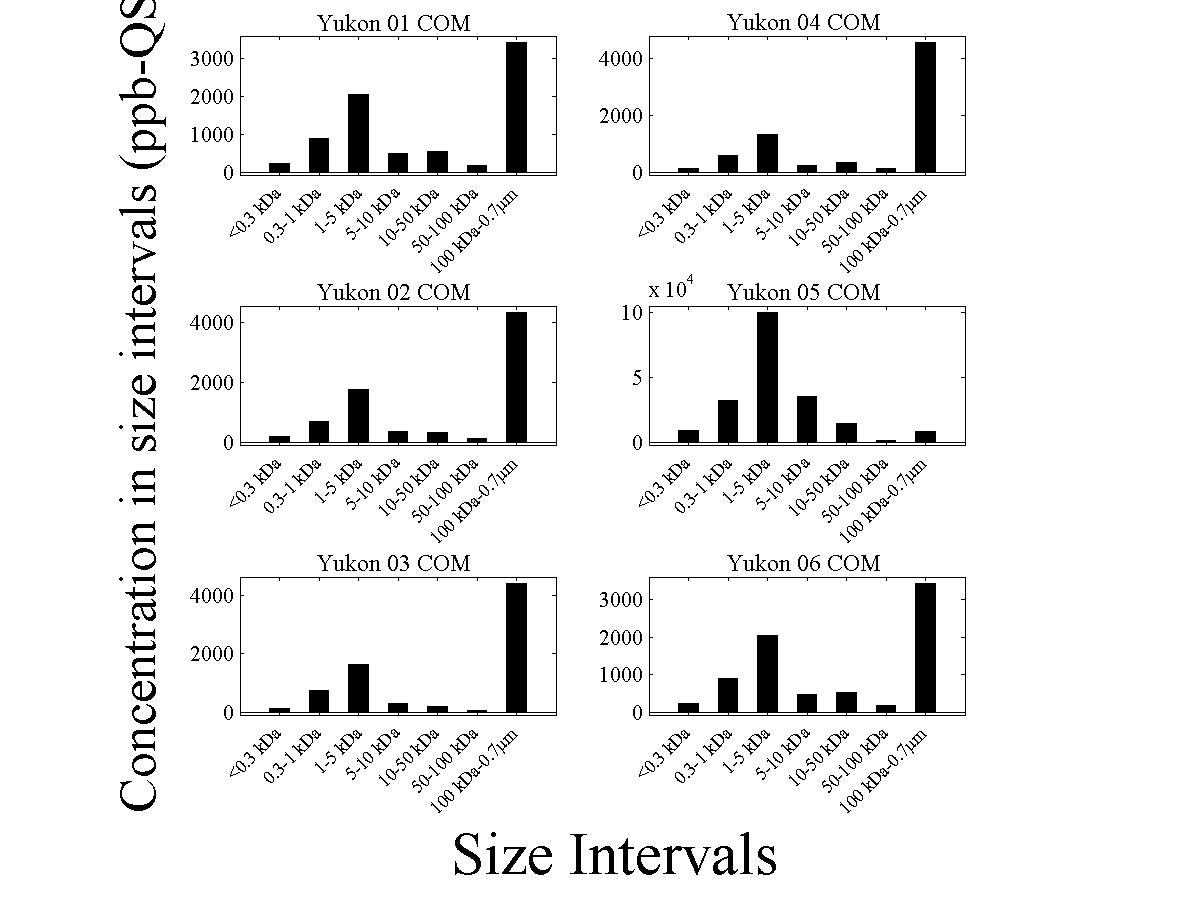 Concentration in size intervals (ppb-QS
Yukon 01 COM
3000
2000
1000
0
<0.3 kDa
0.3-1 kDa
1-5 kDa
5-10 kDa
10-50 kDa
50-100 kDa
100 kDa-0.7µm
Yukon 04 COM
4000
2000
0
<0.3 kDa
0.3-1 kDa
1-5 kDa
5-10 kDa
10-50 kDa
50-100 kDa
100 kDa-0.7µm
Yukon 02 COM
4000
2000
0
<0.3 kDa
0.3-1 kDa
1-5 kDa
5-10 kDa
10-50 kDa
50-100 kDa
100 kDa-0.7µm
x 10⁴
Yukon 05 COM
10
5
0
<0.3 kDa
0.3-1 kDa
1-5 kDa
5-10 kDa
10-50 kDa
50-100 kDa
100 kDa-0.7µm
Yukon 03 COM
4000
2000
0
<0.3 kDa
0.3-1 kDa
1-5 kDa
5-10 kDa
10-50 kDa
50-100 kDa
100 kDa-0.7µm
Yukon 06 COM
3000
2000
1000
0
<0.3 kDa
0.3-1 kDa
1-5 kDa
5-10 kDa
10-50 kDa
50-100 kDa
100 kDa-0.7µm
Size Intervals